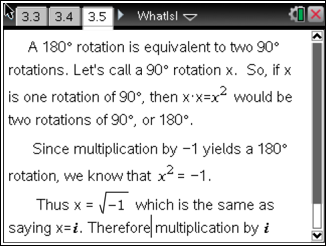 3.3 3.4 3.5 WhatIsI
A 180° rotation is equivalent to two 90°
rotations. Let's call a 90° rotation x. So, if x
is one rotation of 90°, then x·x=x² would be
two rotations of 90°, or 180°.
Since multiplication by −1 yields a 180°
rotation, we know that x² = −1.
Thus x = √−1 which is the same as
saying x=i. Therefore multiplication by i